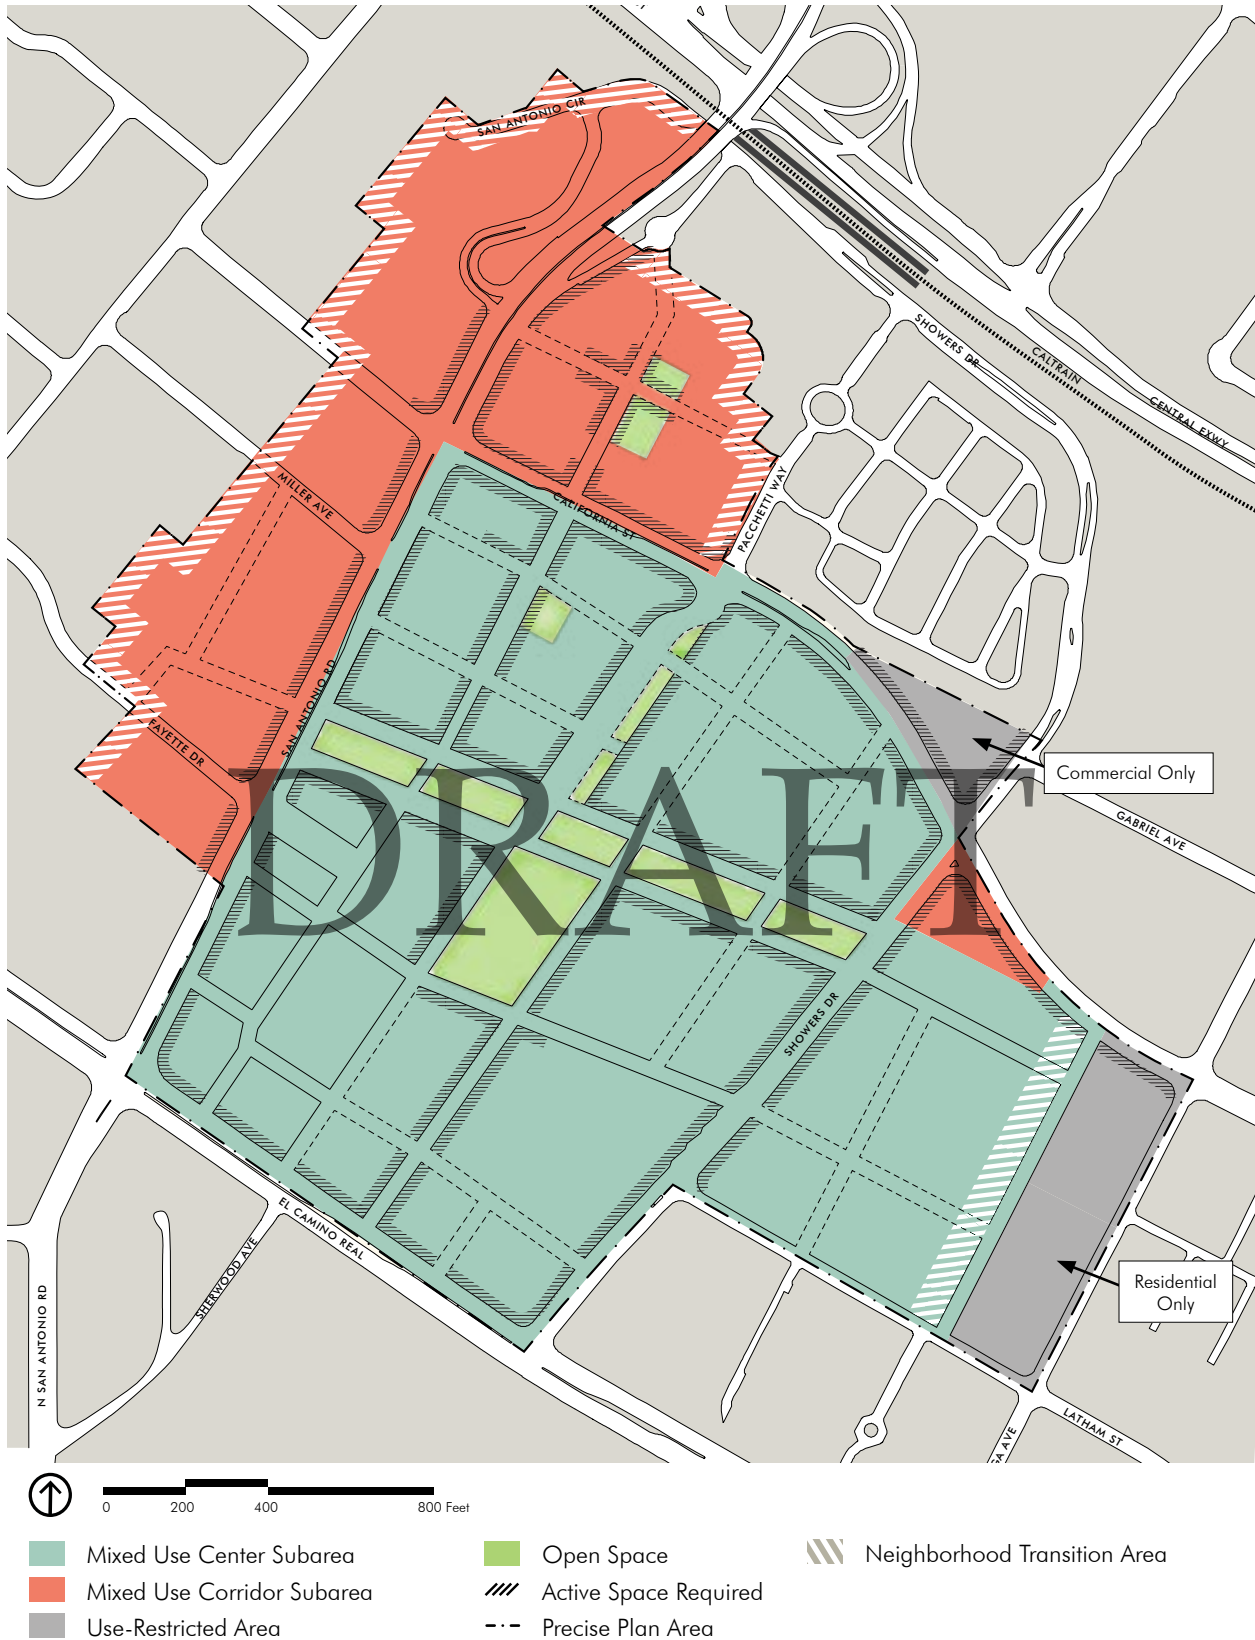 SAN ANTONIO CIR
SHOWERS DR
CALTRAIN
CENTRAL EXWY
MILLER AVE
CALIFORNIA ST
PACCHETTI WAY
SAN ANTONIO RD
FAYETTE DR
DRAFT
Commercial Only
GABRIEL AVE
SHOWERS DR
EL CAMINO REAL
SHERWOOD AVE
N SAN ANTONIO RD
Residential
Only
LATHAM ST
GA AVE
0 200 400 800 Feet
Mixed Use Center Subarea
Mixed Use Corridor Subarea
Use-Restricted Area
Open Space
Active Space Required
Precise Plan Area
Neighborhood Transition Area